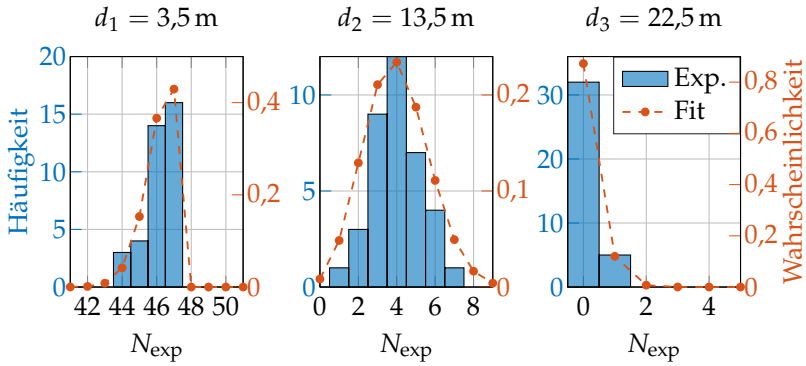 d₁ = 3,5 m
d₂ = 13,5 m
d₃ = 22,5 m
Häufigkeit
20
15
10
5
0
0,4
0,2
0
42 44 46 48 50
N_exp
10
5
0
0,2
0,1
0
0 2 4 6 8
N_exp
30
20
10
0
Exp.
Fit
0,8
0,6
0,4
0,2
0
0 2 4
N_exp
Wahrscheinlichkeit